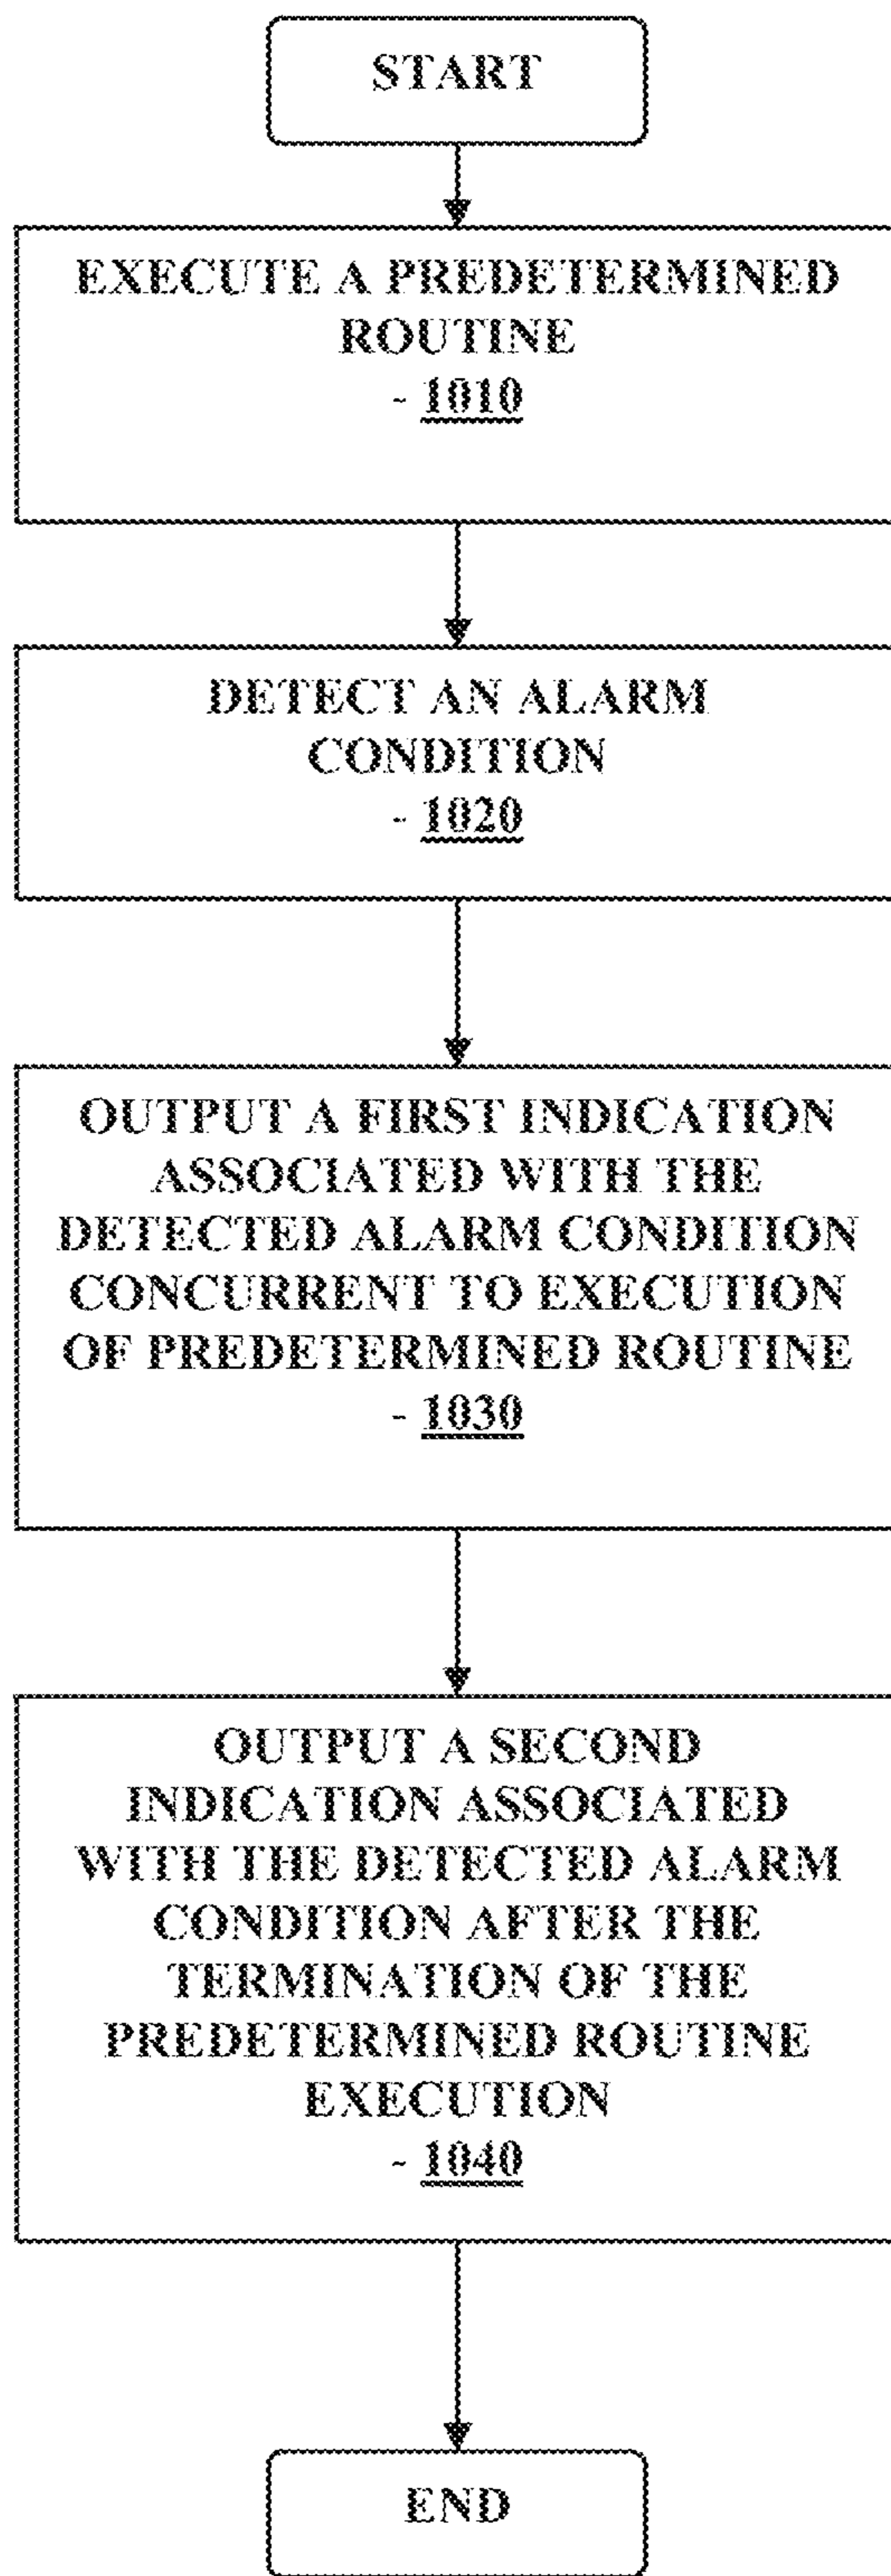 START
EXECUTE A PREDETERMINED
ROUTINE
- 1010
DETECT AN ALARM
CONDITION
- 1020
OUTPUT A FIRST INDICATION
ASSOCIATED WITH THE
DETECTED ALARM CONDITION
CONCURRENT TO EXECUTION
OF PREDETERMINED ROUTINE
- 1030
OUTPUT A SECOND
INDICATION ASSOCIATED
WITH THE DETECTED ALARM
CONDITION AFTER THE
TERMINATION OF THE
PREDETERMINED ROUTINE
EXECUTION
- 1040
END